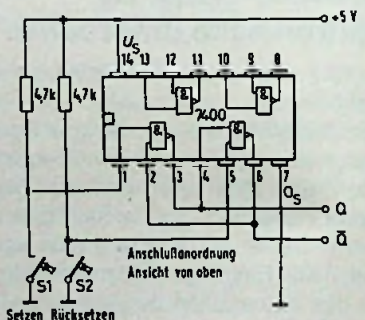 +5 V
U_S
14 13 12 11 10 9 8
4,7k 4,7k
& &
7400
& &
1 2 3 4 5 6 7
0_S
Q
Q̅
Anschlußanordnung
Ansicht von oben
S1 S2
Setzen Rücksetzen